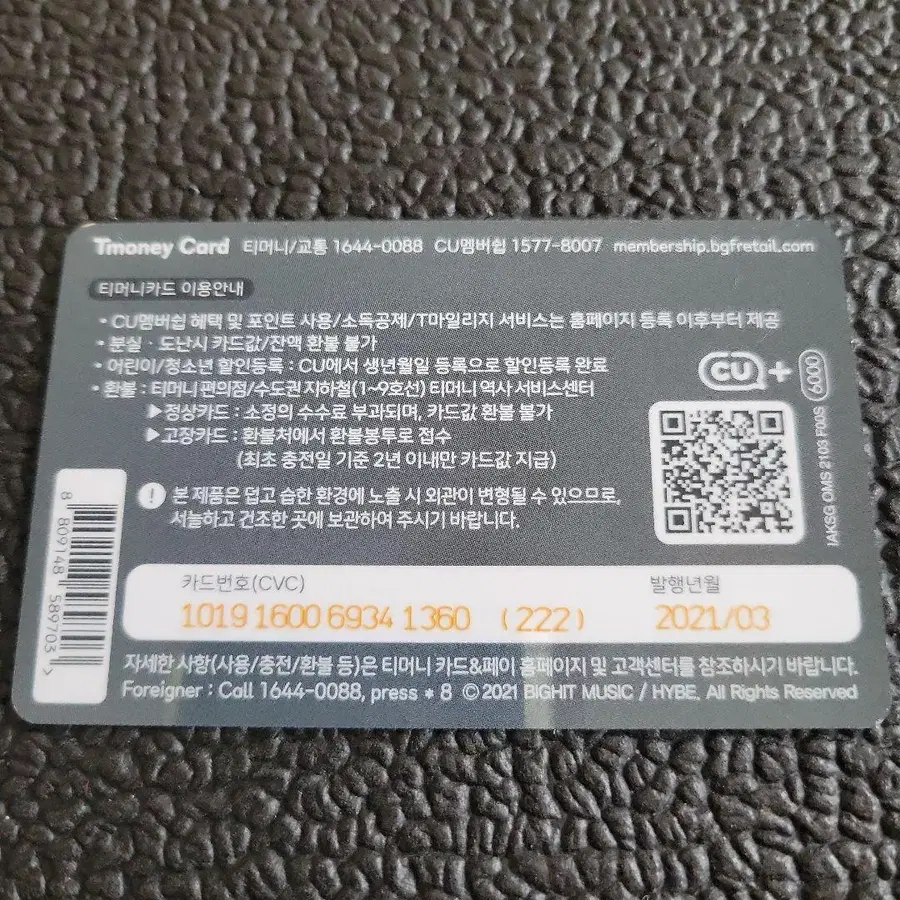 Tmoney Card 티머니/교통 1644-0088 CU멤버쉽 1577-8007 membership.bgfretail.com
티머니카드 이용안내
• CU멤버쉽 혜택 및 포인트 사용/소득공제/T마일리지 서비스는 홈페이지 등록 이후부터 제공
• 분실 · 도난시 카드값/잔액 환불 불가
• 어린이/청소년 할인등록 : CU에서 생년월일 등록으로 할인등록 완료
• 환불 : 티머니 편의점/수도권 지하철(1~9호선) 티머니 역사 서비스센터
▶정상카드 : 소정의 수수료 부과되며, 카드값 환불 불가
▶고장카드 : 환불처에서 환불봉투로 접수
(최초 충전일 기준 2년 이내만 카드값 지급)
! 본 제품은 덥고 습한 환경에 노출 시 외관이 변형될 수 있으므로,
서늘하고 건조한 곳에 보관하여 주시기 바랍니다.
CU+
6000
IAKSG OMS 2103 F00S
8 809148 589703 >
카드번호(CVC) 발행년월
1019 1600 6934 1360 (222) 2021/03
자세한 사항(사용/충전/환불 등)은 티머니 카드&페이 홈페이지 및 고객센터를 참조하시기 바랍니다.
Foreigner : Call 1644-0088, press * 8 ©2021 BIGHIT MUSIC / HYBE. All Rights Reserved